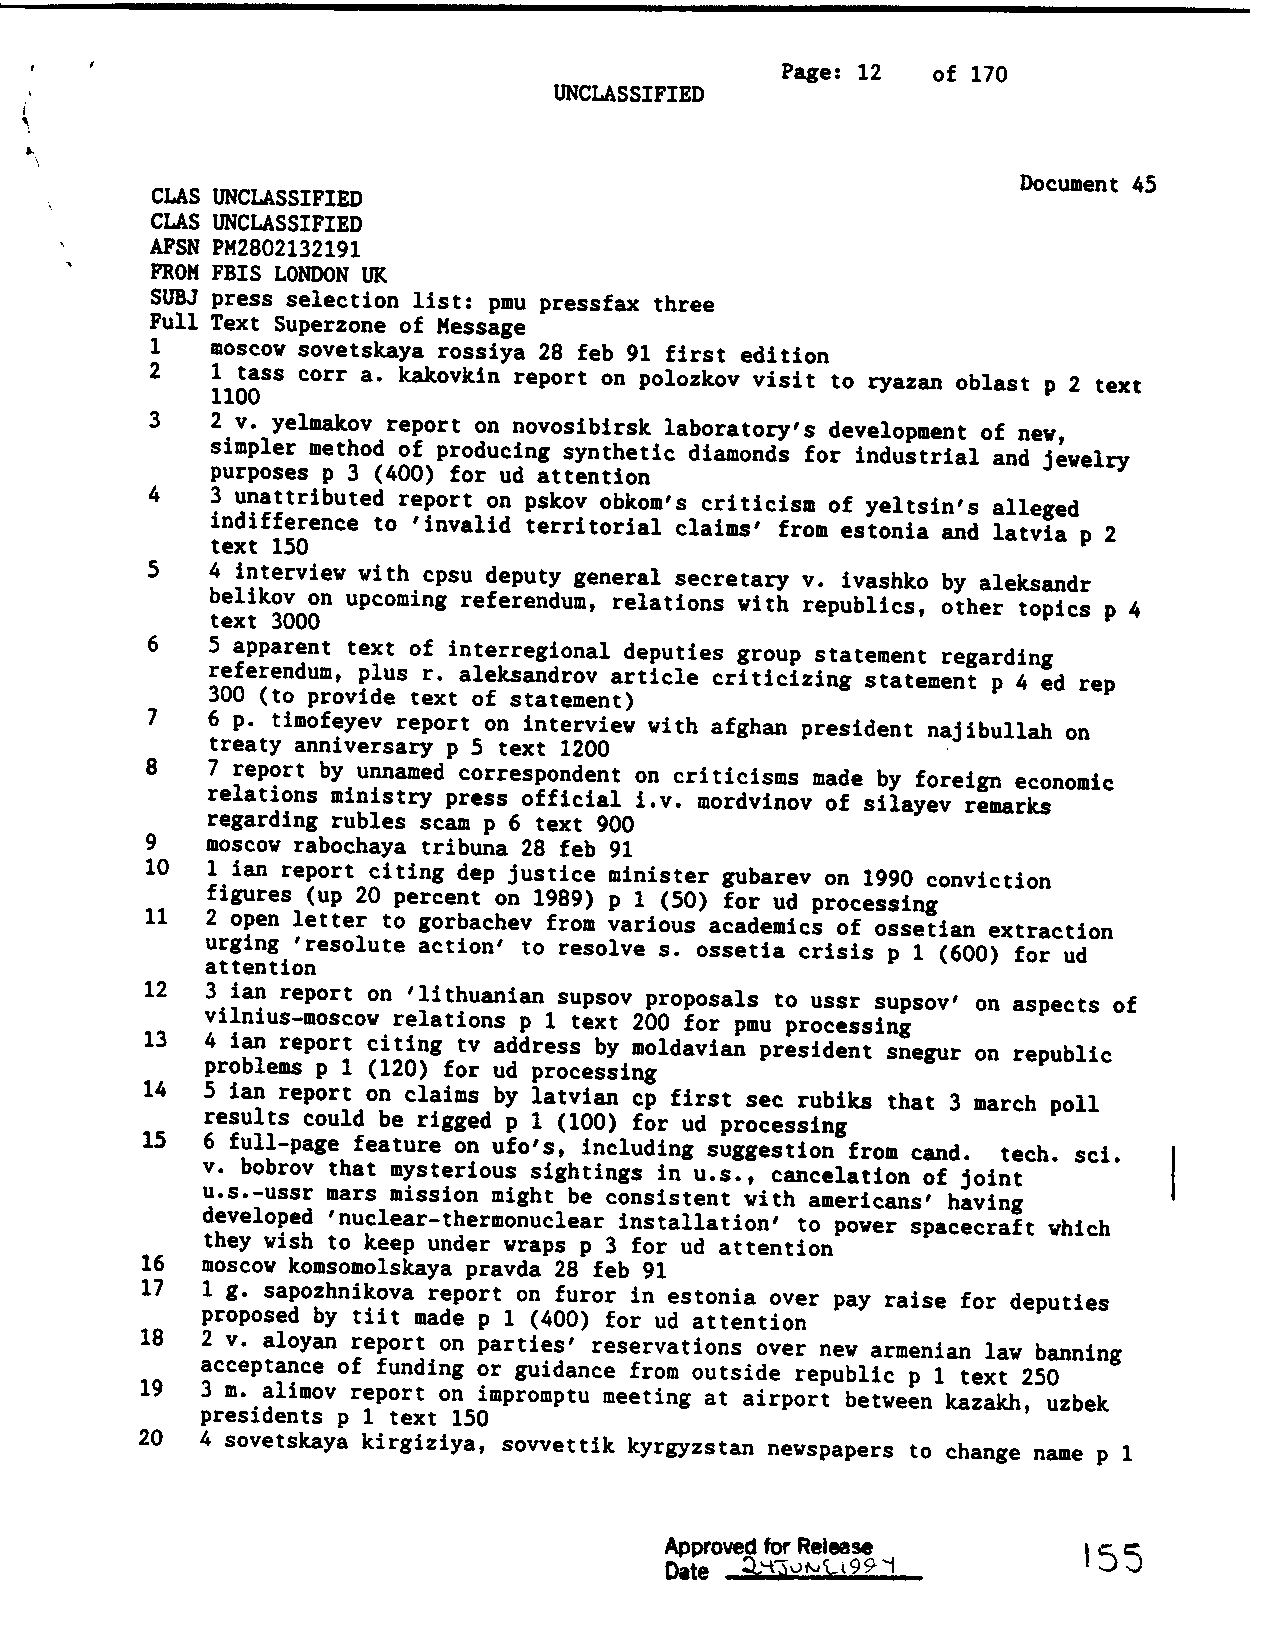 Page: 12 of 170
UNCLASSIFIED
Document 45
CLAS UNCLASSIFIED
CLAS UNCLASSIFIED
AFSN PM2802132191
FROM FBIS LONDON UK
SUBJ press selection list: pmu pressfax three
Full Text Superzone of Message
1 moscow sovetskaya rossiya 28 feb 91 first edition
2 1 tass corr a. kakovkin report on polozkov visit to ryazan oblast p 2 text
1100
3 2 v. yelmakov report on novosibirsk laboratory's development of new,
simpler method of producing synthetic diamonds for industrial and jewelry
purposes p 3 (400) for ud attention
4 3 unattributed report on pskov obkom's criticism of yeltsin's alleged
indifference to 'invalid territorial claims' from estonia and latvia p 2
text 150
5 4 interview with cpsu deputy general secretary v. ivashko by aleksandr
belikov on upcoming referendum, relations with republics, other topics p 4
text 3000
6 5 apparent text of interregional deputies group statement regarding
referendum, plus r. aleksandrov article criticizing statement p 4 ed rep
300 (to provide text of statement)
7 6 p. timofeyev report on interview with afghan president najibullah on
treaty anniversary p 5 text 1200
8 7 report by unnamed correspondent on criticisms made by foreign economic
relations ministry press official i.v. mordvinov of silayev remarks
regarding rubles scam p 6 text 900
9 moscow rabochaya tribuna 28 feb 91
10 1 ian report citing dep justice minister gubarev on 1990 conviction
figures (up 20 percent on 1989) p 1 (50) for ud processing
11 2 open letter to gorbachev from various academics of ossetian extraction
urging 'resolute action' to resolve s. ossetia crisis p 1 (600) for ud
attention
12 3 ian report on 'lithuanian supsov proposals to ussr supsov' on aspects of
vilnius-moscow relations p 1 text 200 for pmu processing
13 4 ian report citing tv address by moldavian president snegur on republic
problems p 1 (120) for ud processing
14 5 ian report on claims by latvian cp first sec rubiks that 3 march poll
results could be rigged p 1 (100) for ud processing
15 6 full-page feature on ufo's, including suggestion from cand. tech. sci.
v. bobrov that mysterious sightings in u.s., cancelation of joint
u.s.-ussr mars mission might be consistent with americans' having
developed 'nuclear-thermonuclear installation' to power spacecraft which
they wish to keep under wraps p 3 for ud attention
16 moscow komsomolskaya pravda 28 feb 91
17 1 g. sapozhnikova report on furor in estonia over pay raise for deputies
proposed by tiit made p 1 (400) for ud attention
18 2 v. aloyan report on parties' reservations over new armenian law banning
acceptance of funding or guidance from outside republic p 1 text 250
19 3 m. alimov report on impromptu meeting at airport between kazakh, uzbek
presidents p 1 text 150
20 4 sovetskaya kirgiziya, sovvettik kyrgyzstan newspapers to change name p 1
Approved for Release
Date 24JUNE1994
155